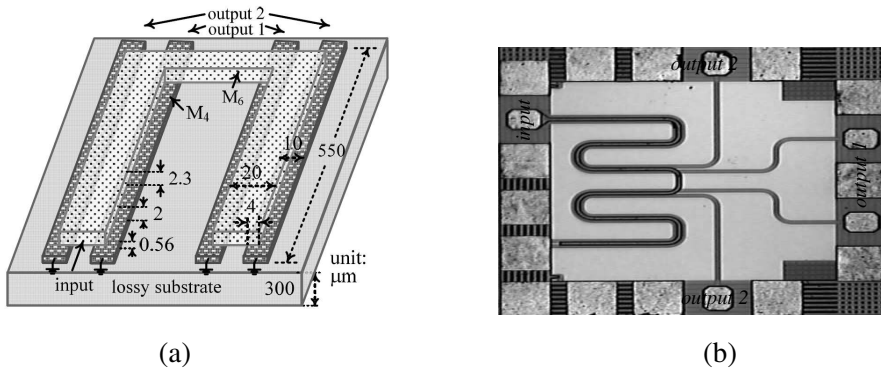 output 2
output 1
M₆
M₄
10
550
20
2.3
2
4
0.56
unit:
μm
input
lossy substrate
300
output 2
input
output 1
output 2
(a)
(b)